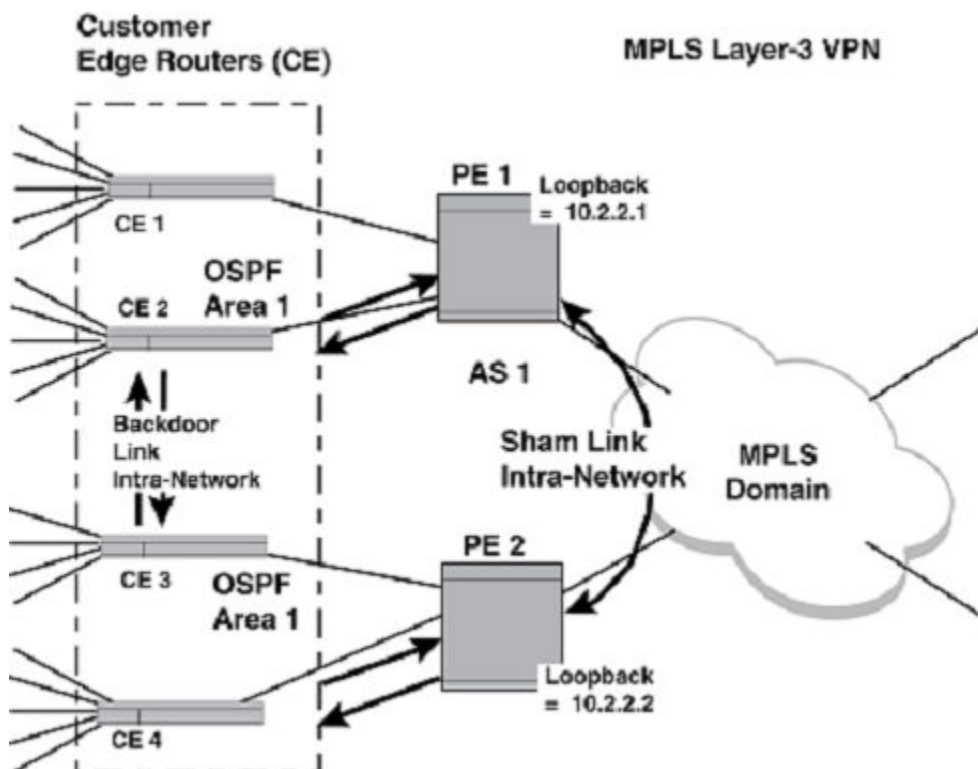 Customer
Edge Routers (CE)
MPLS Layer-3 VPN
PE 1
Loopback
= 10.2.2.1
CE 1
OSPF
Area 1
CE 2
AS 1
Backdoor
Link
Intra-Network
Sham Link
Intra-Network
MPLS
Domain
PE 2
CE 3
OSPF
Area 1
Loopback
= 10.2.2.2
CE 4